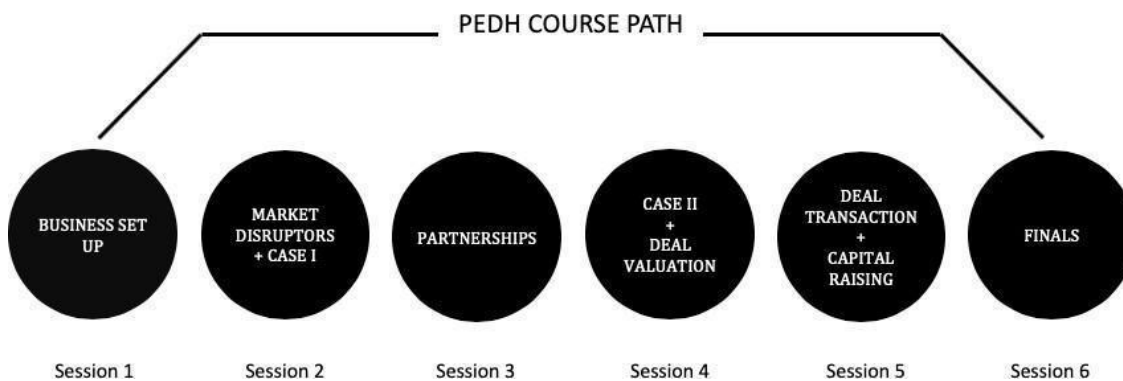 PEDH COURSE PATH
BUSINESS SET
UP
MARKET
DISRUPTORS
+ CASE I
PARTNERSHIPS
CASE II
+
DEAL
VALUATION
DEAL
TRANSACTION
+
CAPITAL
RAISING
FINALS
Session 1
Session 2
Session 3
Session 4
Session 5
Session 6